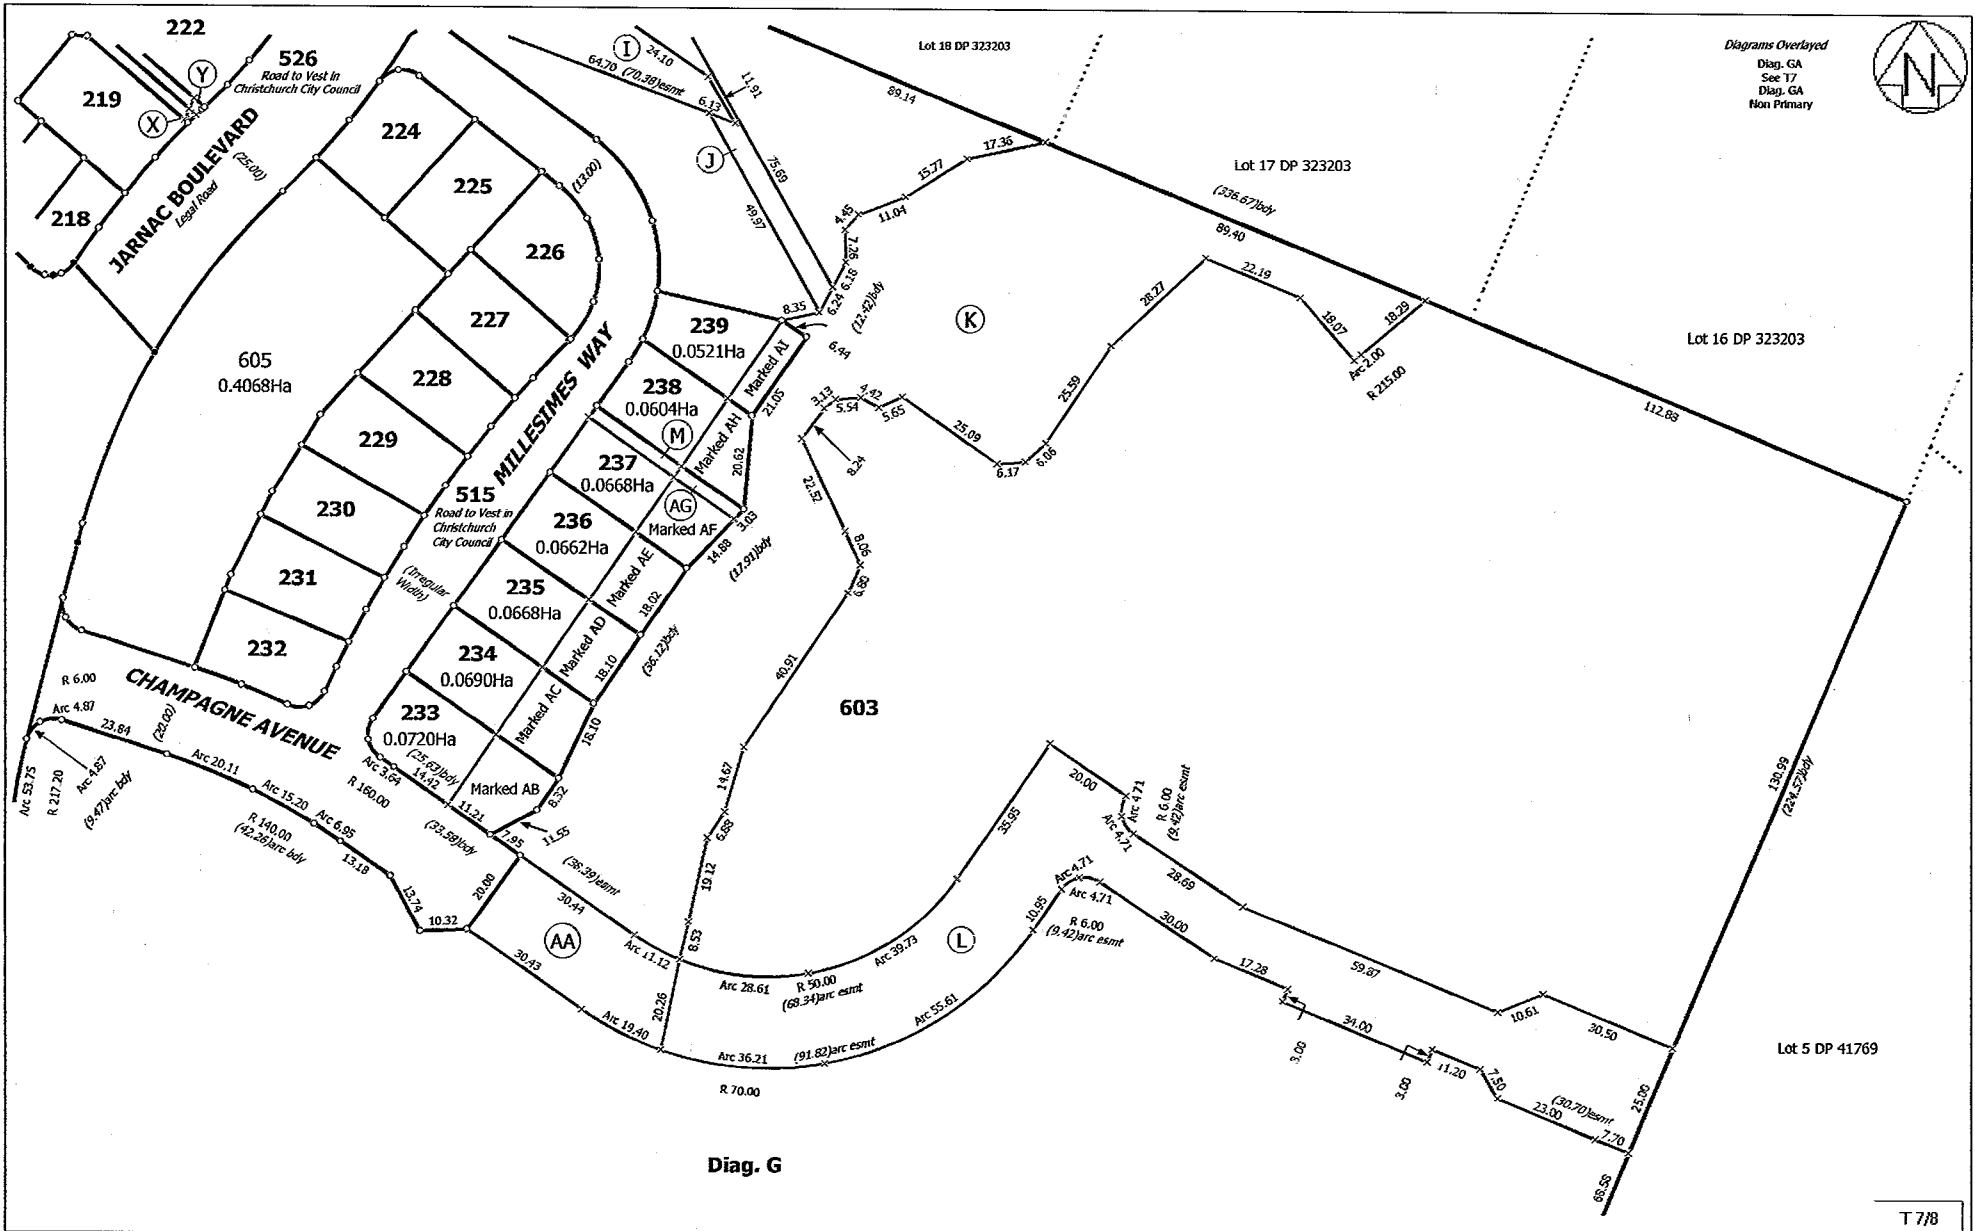 222
526
Road to Vest in
Christchurch City Council
219
Y
X
218
JARNAC BOULEVARD
Legal Road
(25.00)
224
225
226
227
228
229
230
231
232
605
0.4068Ha
(13.00)
MILLESIMES WAY
515
Road to Vest in
Christchurch
City Council
(Irregular
Width)
I
24.10
64.70 (70.38)esmt
6.13
11.91
J
75.69
49.97
Lot 18 DP 323203
89.14
17.36
15.77
11.04
4.45
7.26
6.18
6.24
(12.42)bdy
8.35
6.44
K
Diagrams Overlayed
Diag. GA
See T7
Diag. GA
Non Primary
N
Lot 17 DP 323203
(336.67)bdy
89.40
22.19
28.27
18.07
18.29
Arc 2.00
R 215.00
25.59
Lot 16 DP 323203
112.88
239
0.0521Ha
Marked AI
21.05
238
0.0604Ha
M
Marked AH
20.62
237
0.0668Ha
AG
Marked AF
3.03
14.88
(17.91)bdy
236
0.0662Ha
Marked AE
18.02
235
0.0668Ha
Marked AD
18.10
(36.12)bdy
234
0.0690Ha
Marked AC
18.10
233
0.0720Ha
(25.63)bdy
14.42
Arc 3.64
R 160.00
Marked AB
8.32
11.55
11.21
7.95
(33.58)bdy
3.13
5.54
4.42
5.65
8.24
25.09
6.17
6.06
22.52
8.06
6.80
40.91
603
14.67
6.88
19.12
8.53
R 6.00
Arc 4.87
23.84
(20.00)
CHAMPAGNE AVENUE
Arc 53.75
R 217.20
Arc 4.87
(9.47)arc bdy
Arc 20.11
Arc 15.20
Arc 6.95
R 140.00
(42.26)arc bdy
13.18
13.74
10.32
20.00
(38.39)esmt
30.44
AA
Arc 11.12
30.43
Arc 19.40
20.26
Arc 28.61
R 50.00
(68.34)arc esmt
Arc 39.73
L
Arc 36.21
(91.82)arc esmt
Arc 55.61
R 70.00
35.95
20.00
Arc 4.71
Arc 4.71
R 6.00
(9.42)arc esmt
28.69
Arc 4.71
Arc 4.71
10.95
R 6.00
(9.42)arc esmt
30.00
17.28
59.87
3.00
34.00
3.00
11.20
7.50
10.61
30.50
(30.70)esmt
23.00
7.70
25.00
130.99
(224.57)bdy
68.58
Lot 5 DP 41769
Diag. G
T 7/8